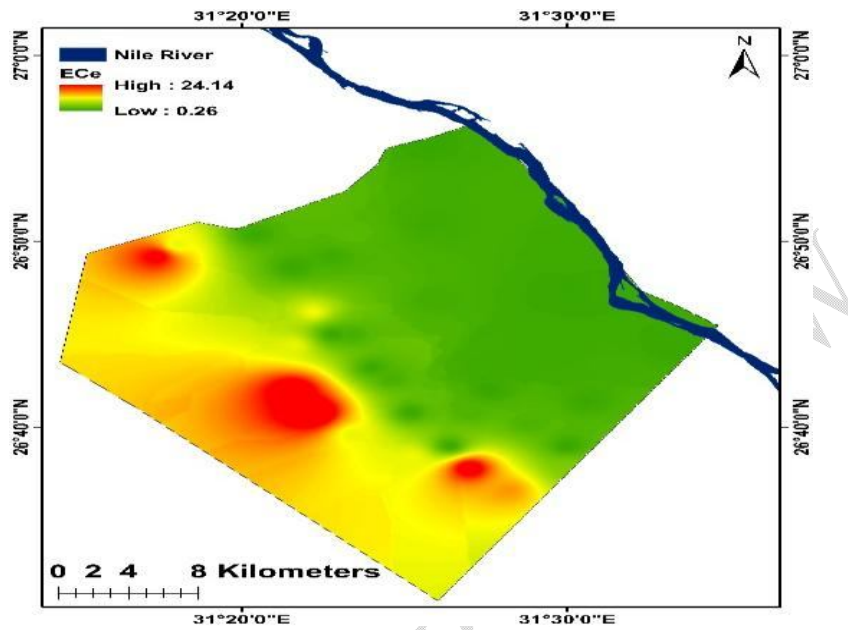 31°20'0"E 31°30'0"E
27°0'0"N 27°0'0"N
N
Nile River
ECe
High : 24.14
Low : 0.26
26°50'0"N 26°50'0"N
26°40'0"N 26°40'0"N
0 2 4 8 Kilometers
31°20'0"E 31°30'0"E